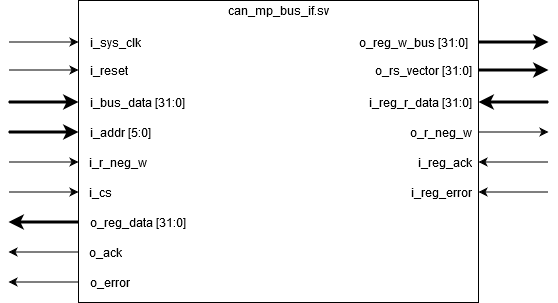 can_mp_bus_if.sv
i_sys_clk
i_reset
i_bus_data [31:0]
i_addr [5:0]
i_r_neg_w
i_cs
o_reg_data [31:0]
o_ack
o_error
o_reg_w_bus [31:0]
o_rs_vector [31:0]
i_reg_r_data [31:0]
o_r_neg_w
i_reg_ack
i_reg_error